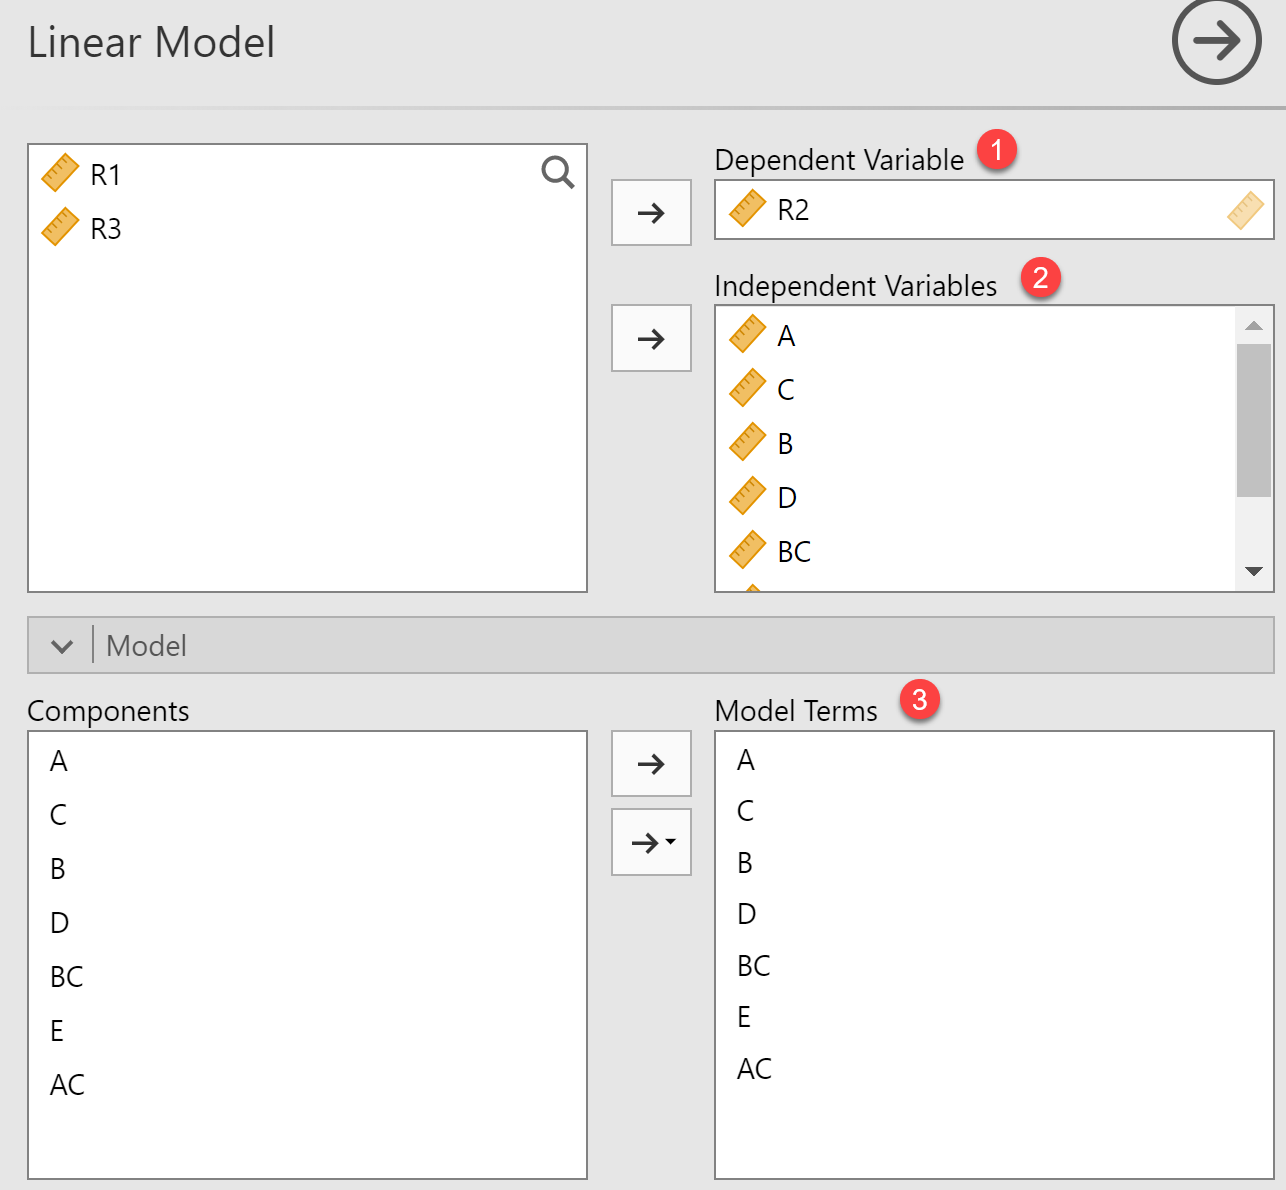 Linear Model
R1
R3
Dependent Variable 1
R2
Independent Variables 2
A
C
B
D
BC
Model
Components
A
C
B
D
BC
E
AC
Model Terms 3
A
C
B
D
BC
E
AC